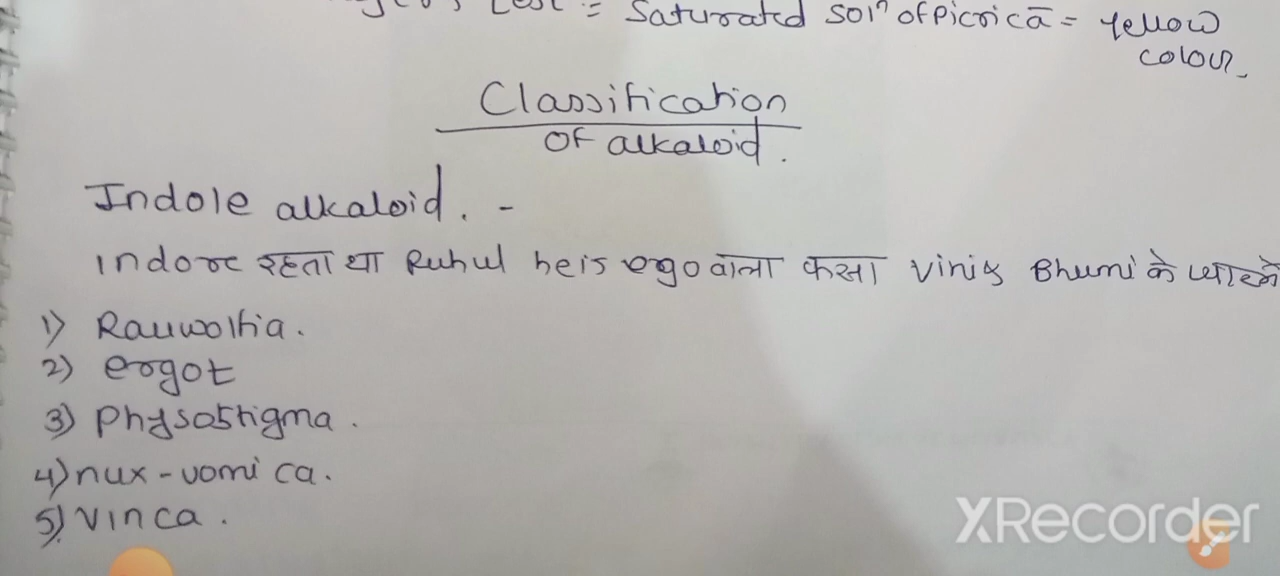 test = Saturated solⁿ of picric ā = Yellow
colour
Classification
of alkaloid.
Indole alkaloid. -
Indore रहता था Ruhul heis ergo वाला फसा Vinis Bhumi के
1) Rauwolfia.
2) ergot
3) Physostigma.
4) nux-vomica.
5) Vinca.
XRecorder